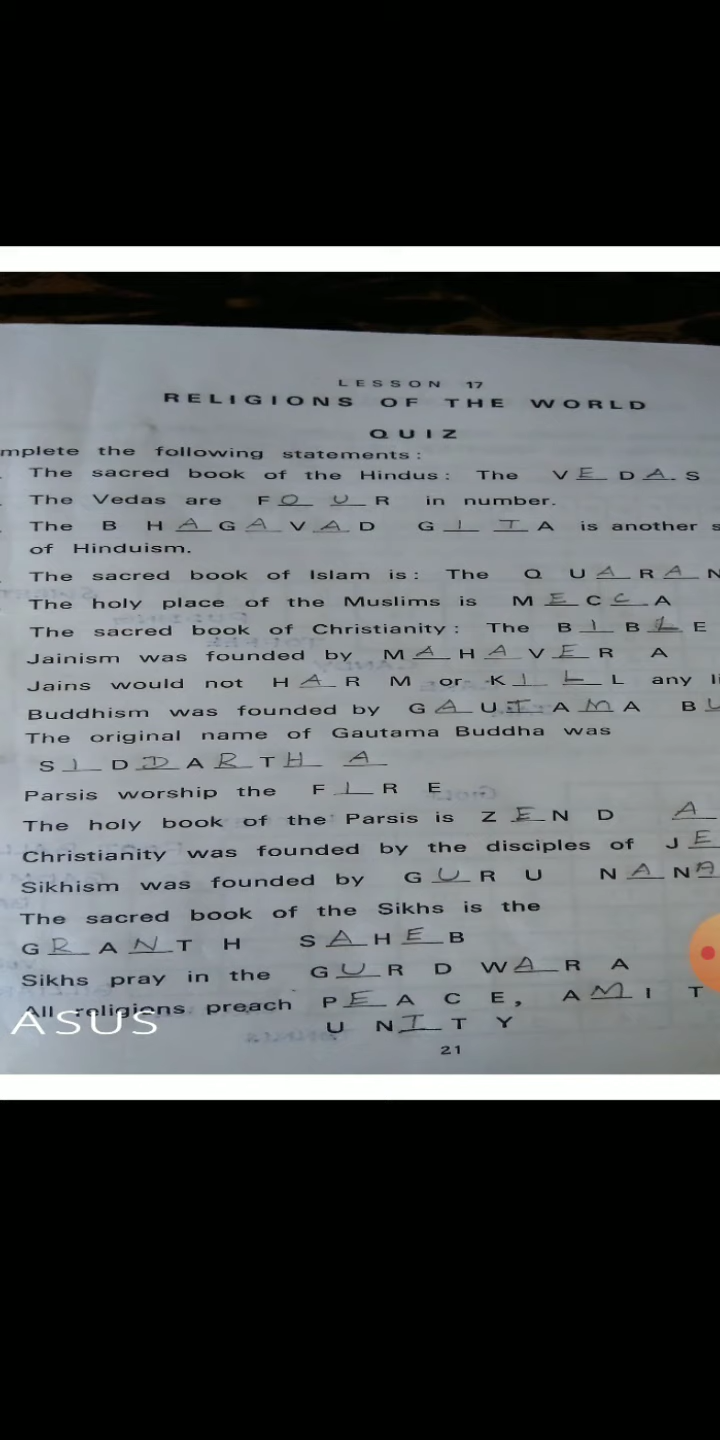 LESSON 17
RELIGIONS OF THE WORLD
QUIZ
mplete the following statements :
The sacred book of the Hindus : The VEDAS
The Vedas are FOUR in number.
The BHAGAVAD GITA is another s
of Hinduism.
The sacred book of Islam is : The QUARAN
The holy place of the Muslims is MECCA
The sacred book of Christianity : The BIBLE
Jainism was founded by MAHAVERA
Jains would not HARM or KILL any li
Buddhism was founded by GAUTAMA BU
The original name of Gautama Buddha was
SIDDARTHA
Parsis worship the FIRE
The holy book of the Parsis is ZEND A
Christianity was founded by the disciples of JE
Sikhism was founded by GURU NANA
The sacred book of the Sikhs is the
GRANTH SAHEB
Sikhs pray in the GURDWARA
All religions preach PEACE, AMIT
ASUS
UNITY
21